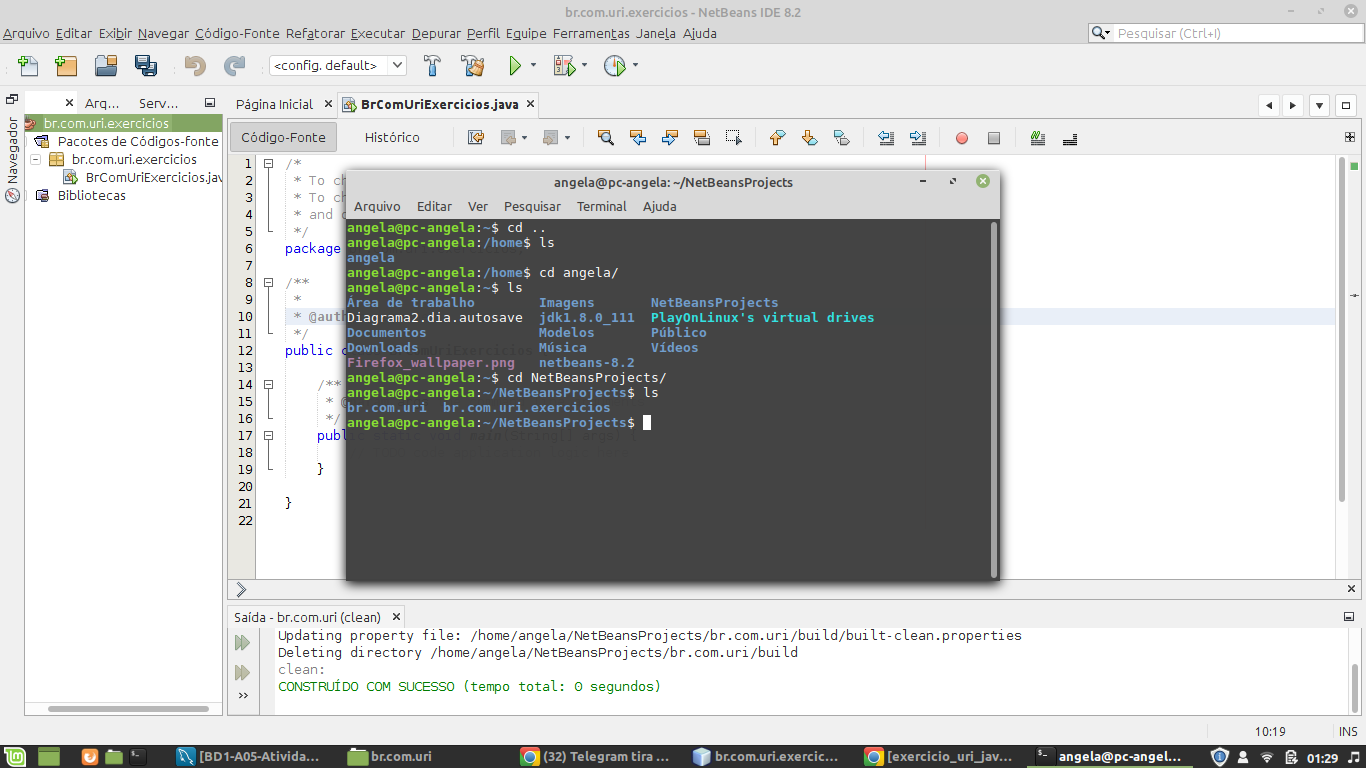 br.com.uri.exercicios - NetBeans IDE 8.2
Arquivo Editar Exibir Navegar Código-Fonte Refatorar Executar Depurar Perfil Equipe Ferramentas Janela Ajuda
Pesquisar (Ctrl+I)
<config. default>
Arq... Serv...
Página Inicial BrComUriExercicios.java
Navegador
br.com.uri.exercicios
Pacotes de Códigos-fonte
br.com.uri.exercicios
BrComUriExercicios.jav
Bibliotecas
Código-Fonte Histórico
1 /*
2 * To ch
3 * To ch
4 * and o
5 */
6 package
7
8 /**
9 *
10 * @auth
11 */
12 public
13
14 /**
15 * @
16 */
17 publ
18
19 }
20
21 }
22
angela@pc-angela: ~/NetBeansProjects
Arquivo Editar Ver Pesquisar Terminal Ajuda
angela@pc-angela:~$ cd ..
angela@pc-angela:/home$ ls
angela
angela@pc-angela:/home$ cd angela/
angela@pc-angela:~$ ls
Área de trabalho Imagens NetBeansProjects
Diagrama2.dia.autosave jdk1.8.0_111 PlayOnLinux's virtual drives
Documentos Modelos Público
Downloads Música Vídeos
Firefox_wallpaper.png netbeans-8.2
angela@pc-angela:~$ cd NetBeansProjects/
angela@pc-angela:~/NetBeansProjects$ ls
br.com.uri br.com.uri.exercicios
angela@pc-angela:~/NetBeansProjects$
Saída - br.com.uri (clean)
Updating property file: /home/angela/NetBeansProjects/br.com.uri/build/built-clean.properties
Deleting directory /home/angela/NetBeansProjects/br.com.uri/build
clean:
CONSTRUÍDO COM SUCESSO (tempo total: 0 segundos)
10:19 INS
[BD1-A05-Ativida... br.com.uri (32) Telegram tira ... br.com.uri.exercic... [exercicio_uri_jav... angela@pc-angel... 01:29